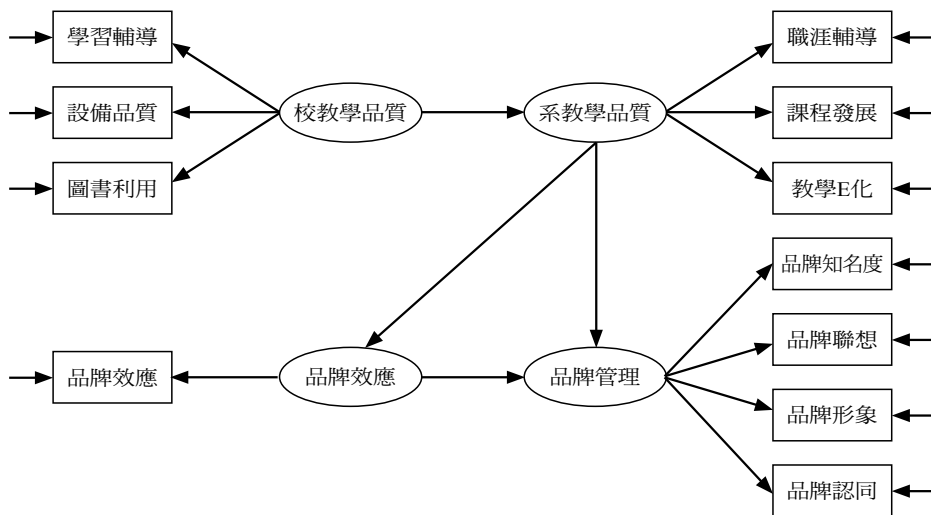 學習輔導
職涯輔導
設備品質
校教學品質
系教學品質
課程發展
圖書利用
教學E化
品牌知名度
品牌聯想
品牌效應
品牌效應
品牌管理
品牌形象
品牌認同